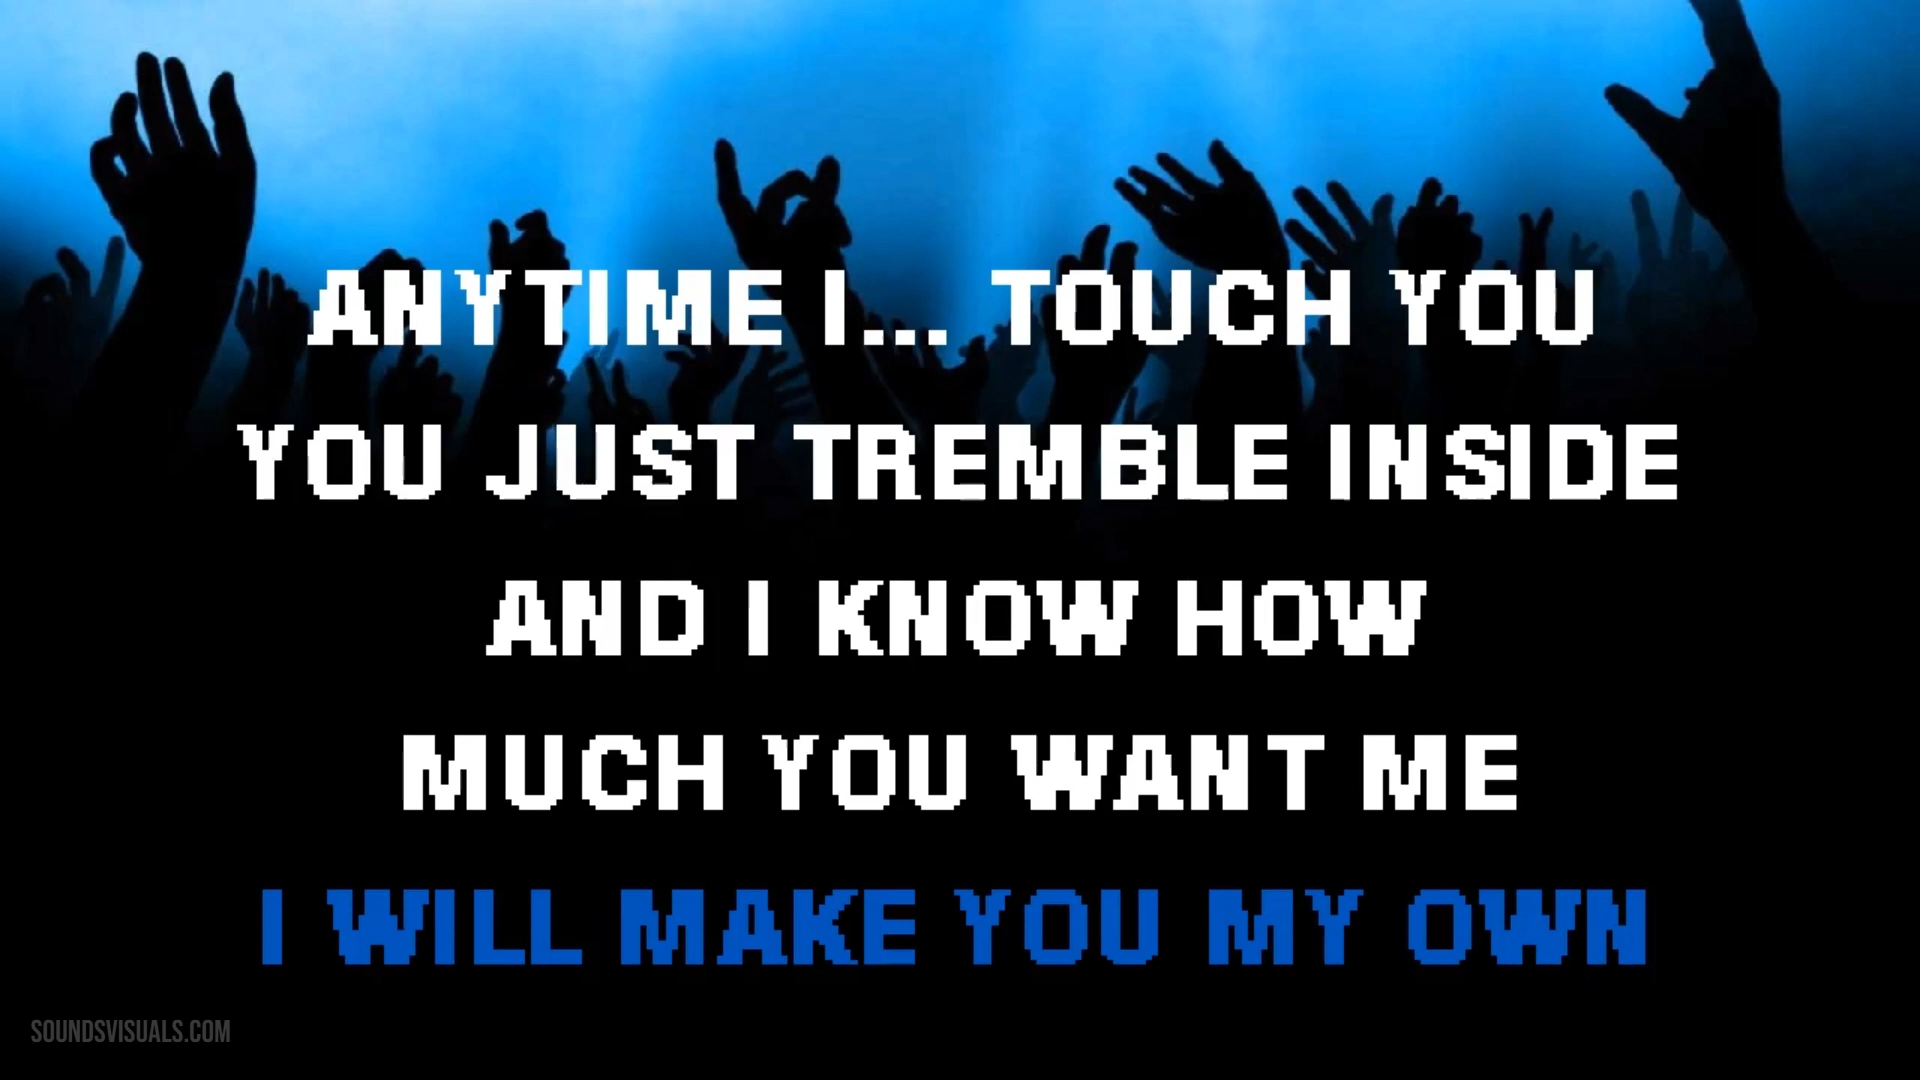 ANYTIME I... TOUCH YOU
YOU JUST TREMBLE INSIDE
AND I KNOW HOW
MUCH YOU WANT ME
I WILL MAKE YOU MY OWN
SOUNDSVISUALS.COM